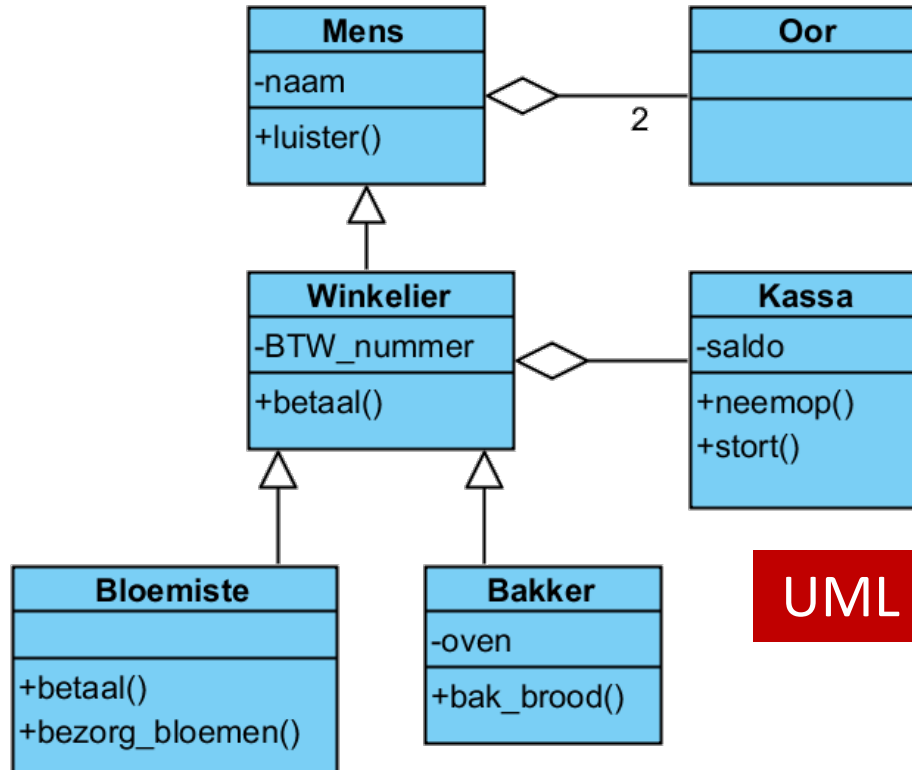 Mens
-naam
+luister()
Oor
2
Winkelier
-BTW_nummer
+betaal()
Kassa
-saldo
+neemop()
+stort()
Bloemiste
+betaal()
+bezorg_bloemen()
Bakker
-oven
+bak_brood()
UML